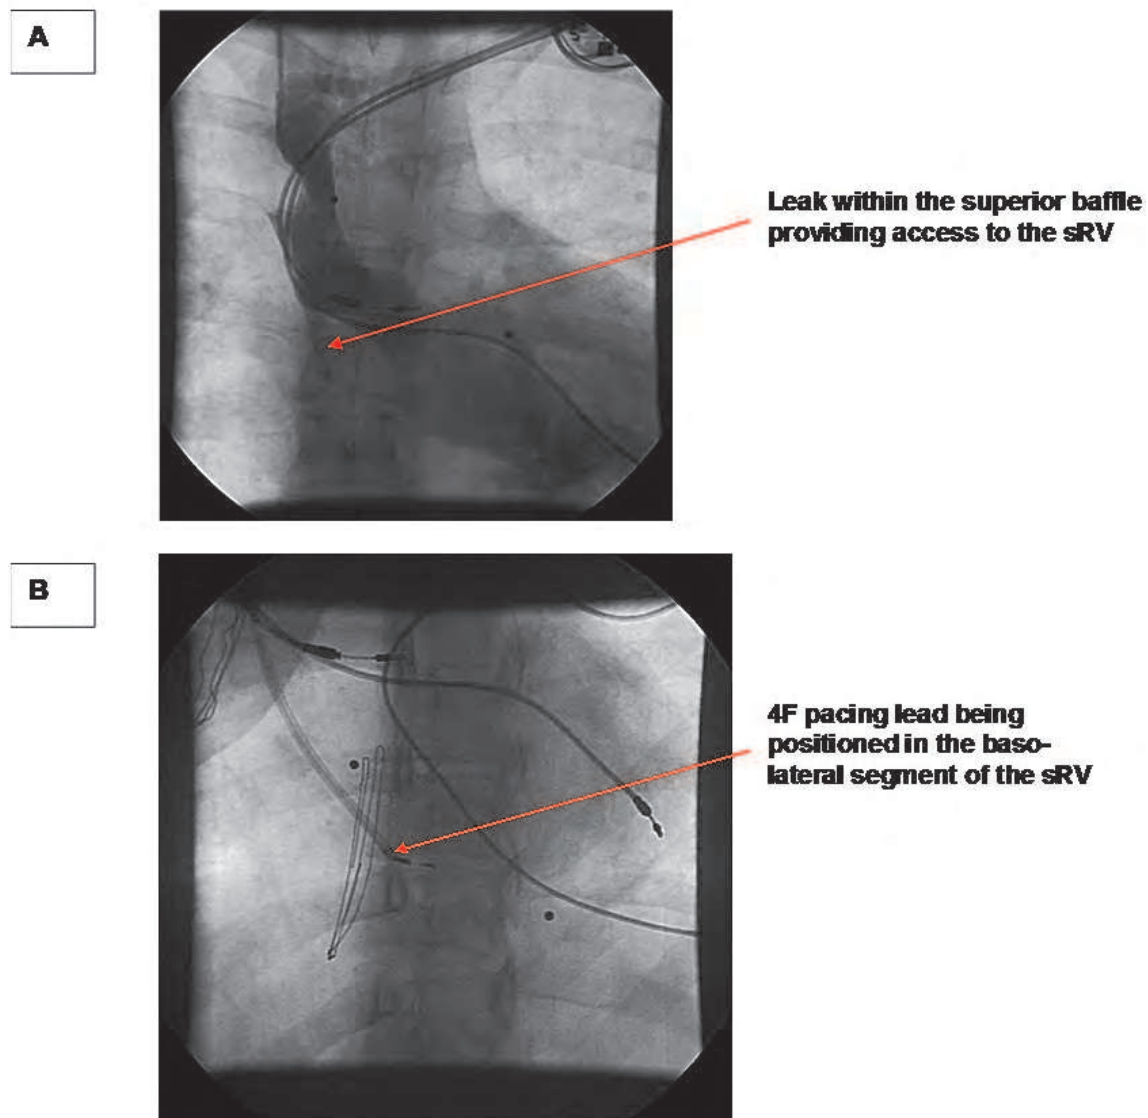 A
Leak within the superior baffle
providing access to the sRV
B
4F pacing lead being
positioned in the baso-
lateral segment of the sRV